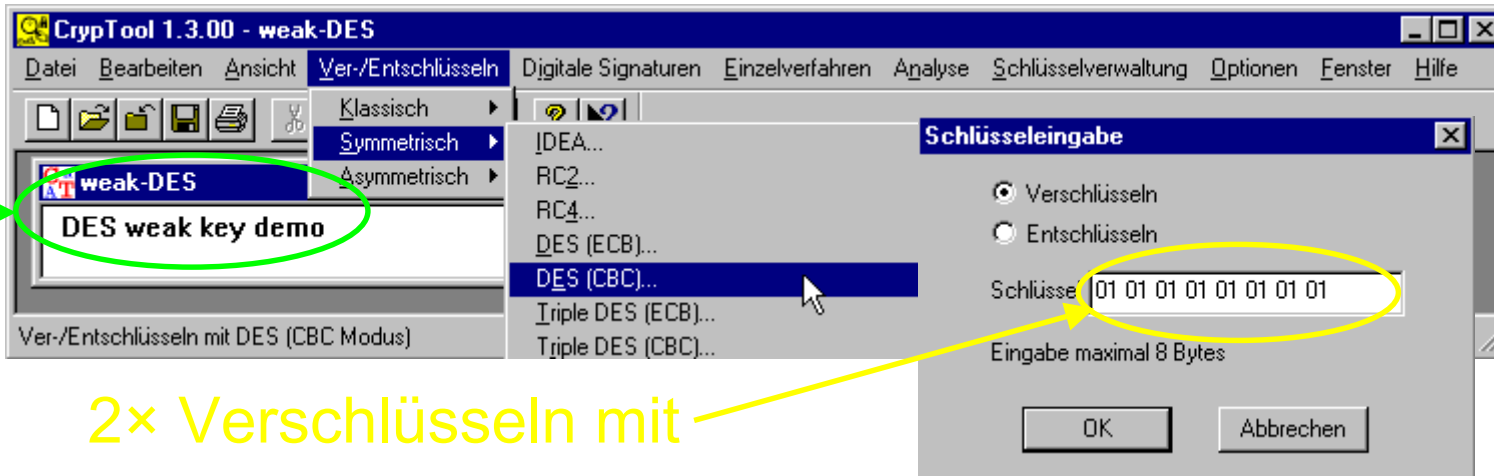 CrypTool 1.3.00 - weak-DES
Datei Bearbeiten Ansicht Ver-/Entschlüsseln Digitale Signaturen Einzelverfahren Analyse Schlüsselverwaltung Optionen Fenster Hilfe
Klassisch
Symmetrisch
Asymmetrisch
IDEA...
RC2...
RC4...
DES (ECB)...
DES (CBC)...
Triple DES (ECB)...
Triple DES (CBC)...
weak-DES
DES weak key demo
Ver-/Entschlüsseln mit DES (CBC Modus)
Schlüsseleingabe
Verschlüsseln
Entschlüsseln
Schlüssel 01 01 01 01 01 01 01 01
Eingabe maximal 8 Bytes
OK Abbrechen
2× Verschlüsseln mit